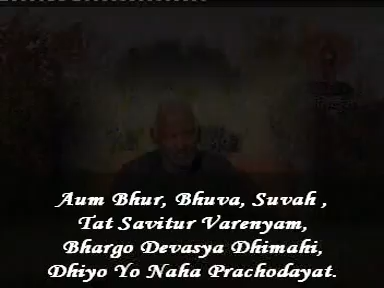 Aum Bhur, Bhuva, Suvah ,
Tat Savitur Varenyam,
Bhargo Devasya Dhimahi,
Dhiyo Yo Naha Prachodayat.